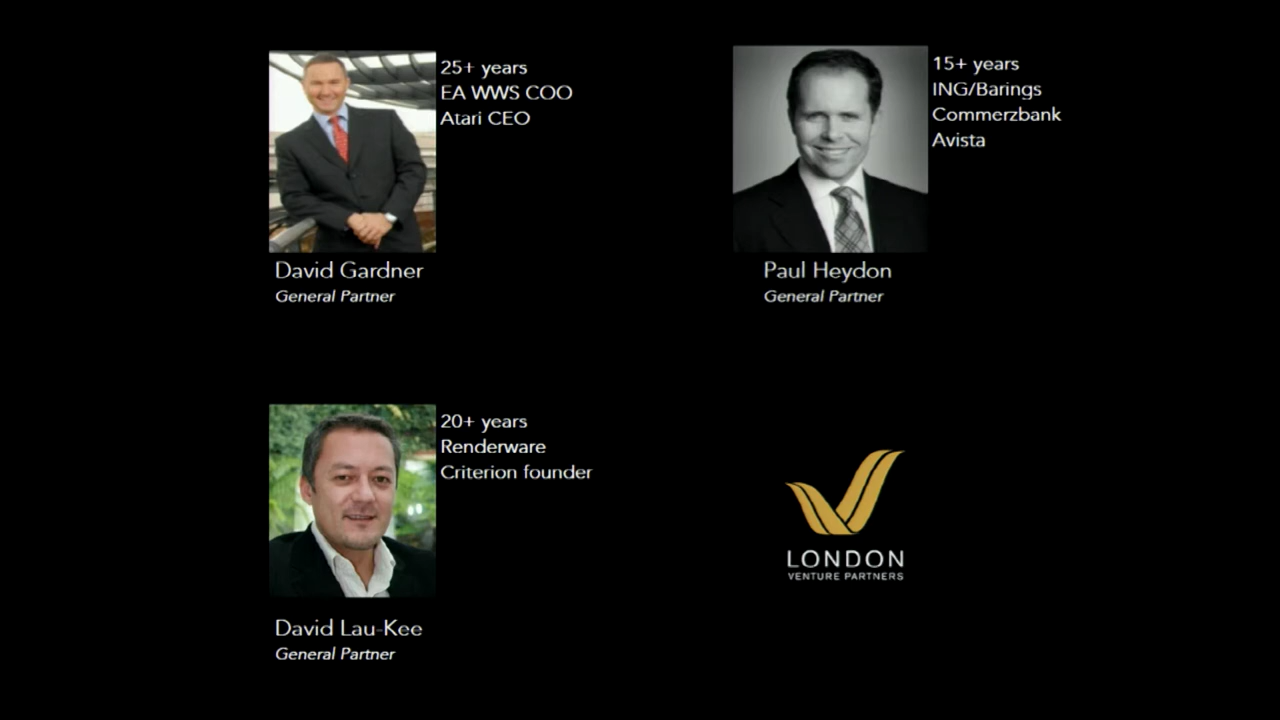 25+ years
EA WWS COO
Atari CEO
David Gardner
General Partner
15+ years
ING/Barings
Commerzbank
Avista
Paul Heydon
General Partner
20+ years
Renderware
Criterion founder
David Lau-Kee
General Partner
LONDON
VENTURE PARTNERS